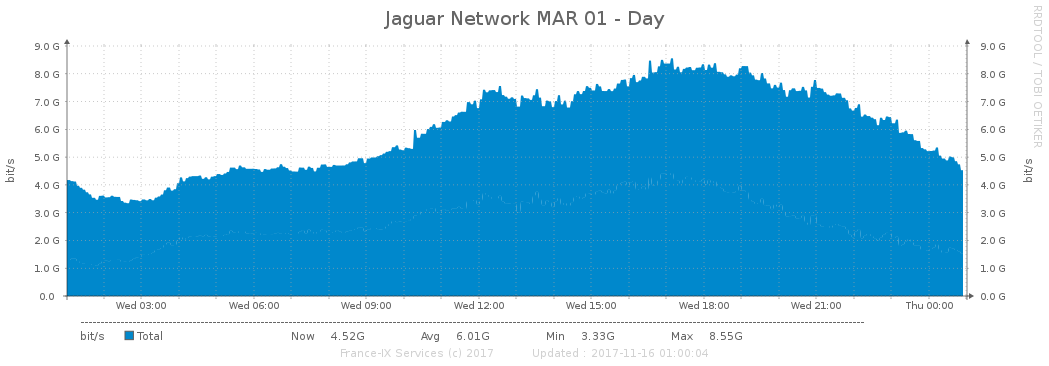 Jaguar Network MAR 01 - Day
RRDTOOL / TOBI OETIKER
9.0 G 9.0 G
8.0 G 8.0 G
7.0 G 7.0 G
6.0 G 6.0 G
5.0 G 5.0 G
4.0 G 4.0 G
3.0 G 3.0 G
2.0 G 2.0 G
1.0 G 1.0 G
0.0 0.0 G
bit/s bit/s
Wed 03:00 Wed 06:00 Wed 09:00 Wed 12:00 Wed 15:00 Wed 18:00 Wed 21:00 Thu 00:00
bit/s Total Now 4.52G Avg 6.01G Min 3.33G Max 8.55G
France-IX Services (c) 2017 Updated : 2017-11-16 01:00:04